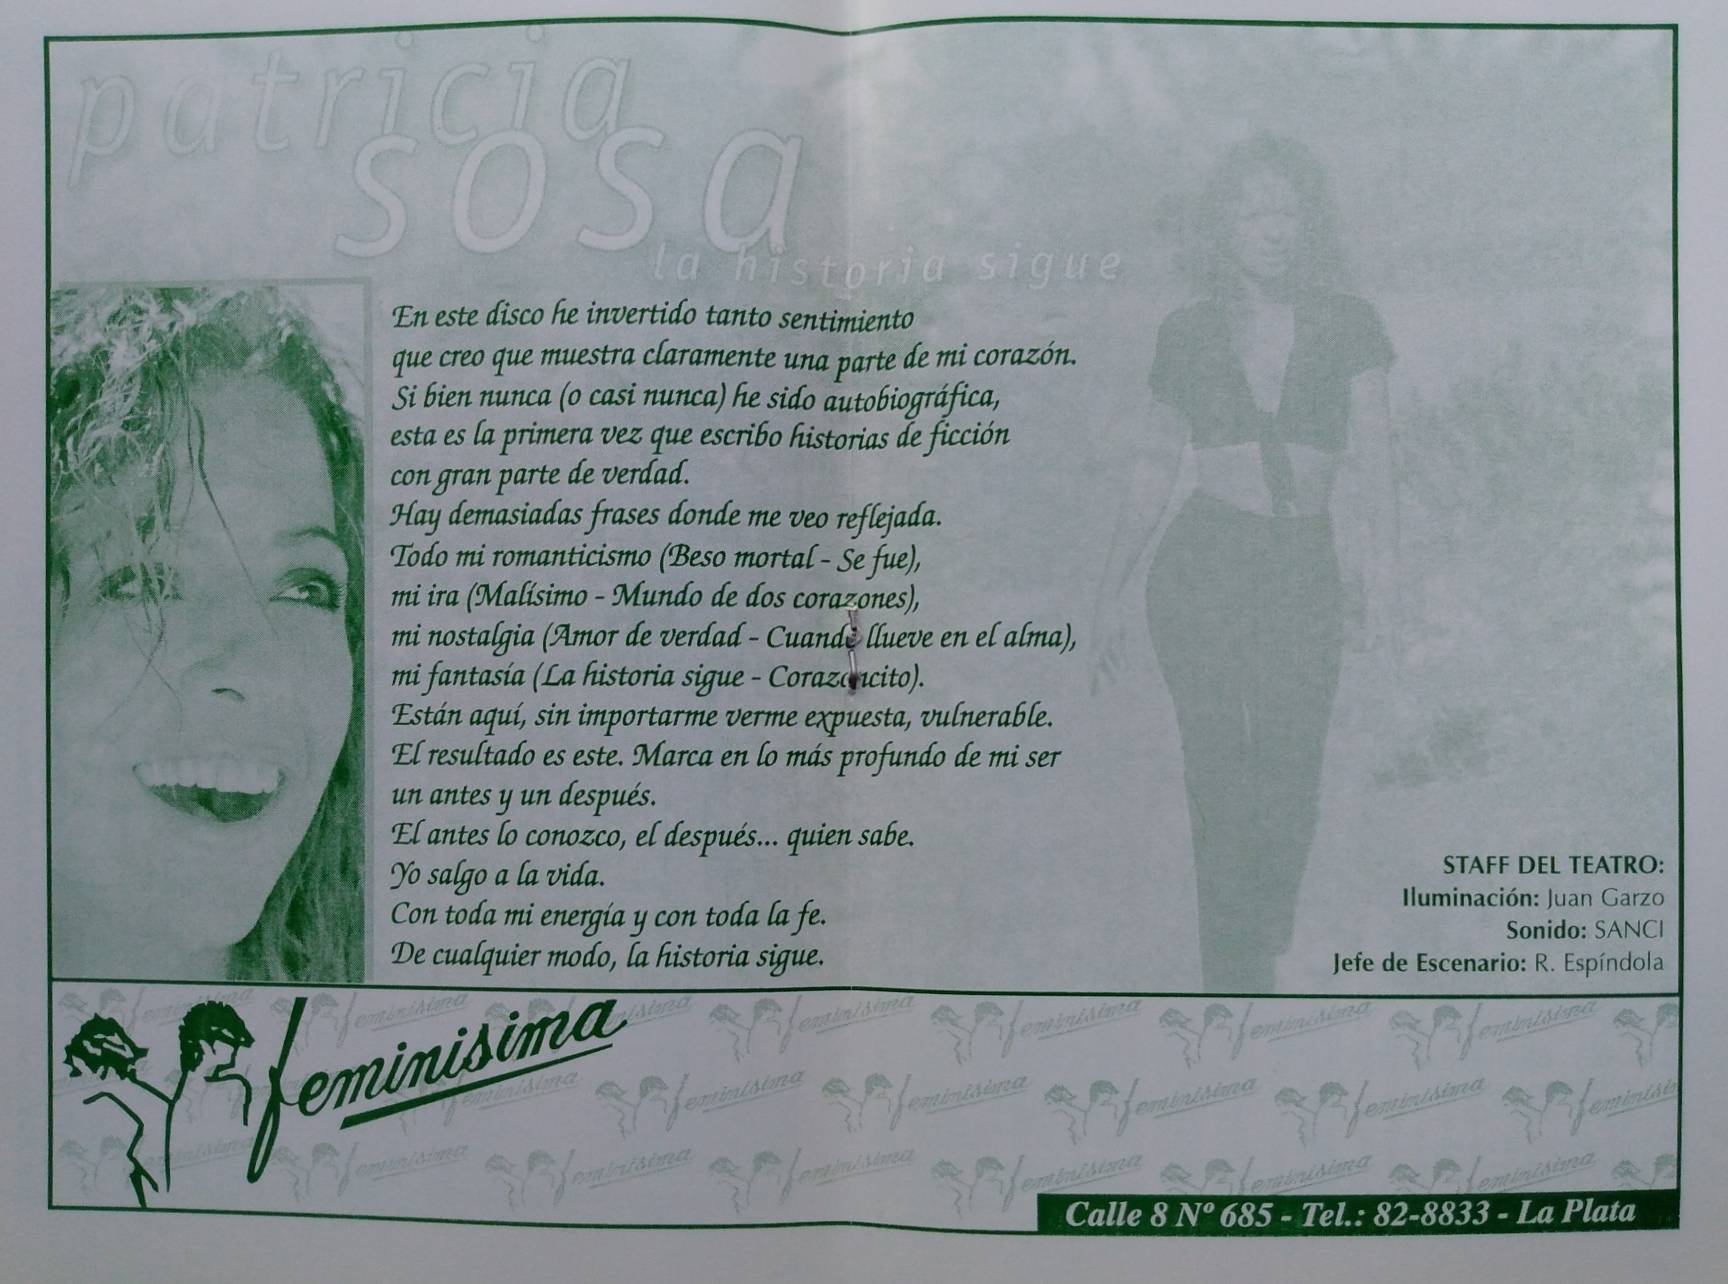 patricia
sosa
la historia sigue
En este disco he invertido tanto sentimiento
que creo que muestra claramente una parte de mi corazón.
Si bien nunca (o casi nunca) he sido autobiográfica,
esta es la primera vez que escribo historias de ficción
con gran parte de verdad.
Hay demasiadas frases donde me veo reflejada.
Todo mi romanticismo (Beso mortal - Se fue),
mi ira (Malísimo - Mundo de dos corazones),
mi nostalgia (Amor de verdad - Cuando llueve en el alma),
mi fantasía (La historia sigue - Corazoncito).
Están aquí, sin importarme verme expuesta, vulnerable.
El resultado es este. Marca en lo más profundo de mi ser
un antes y un después.
El antes lo conozco, el después... quien sabe.
Yo salgo a la vida.
Con toda mi energía y con toda la fe.
De cualquier modo, la historia sigue.
STAFF DEL TEATRO:
Iluminación: Juan Garzo
Sonido: SANCI
Jefe de Escenario: R. Espíndola
feminisima
Calle 8 Nº 685 - Tel.: 82-8833 - La Plata